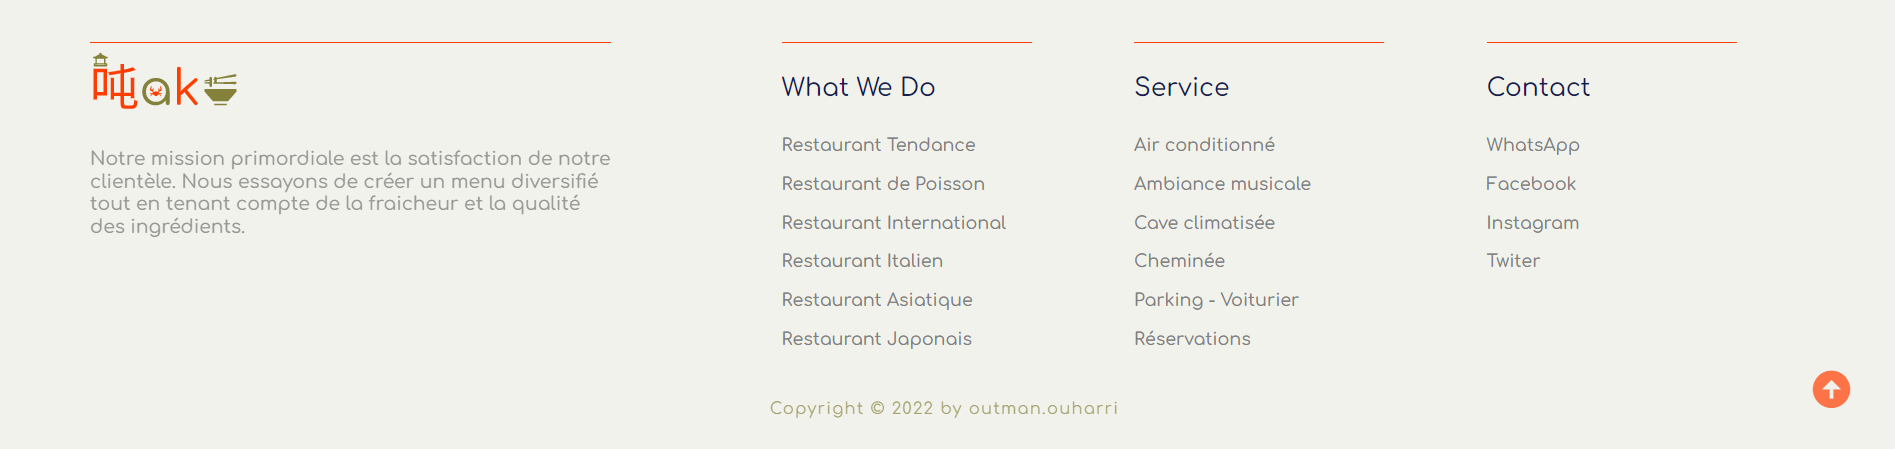 吨ak
Notre mission primordiale est la satisfaction de notre
clientèle. Nous essayons de créer un menu diversifié
tout en tenant compte de la fraicheur et la qualité
des ingrédients.
What We Do
Restaurant Tendance
Restaurant de Poisson
Restaurant International
Restaurant Italien
Restaurant Asiatique
Restaurant Japonais
Service
Air conditionné
Ambiance musicale
Cave climatisée
Cheminée
Parking - Voiturier
Réservations
Contact
WhatsApp
Facebook
Instagram
Twiter
Copyright © 2022 by outman.ouharri